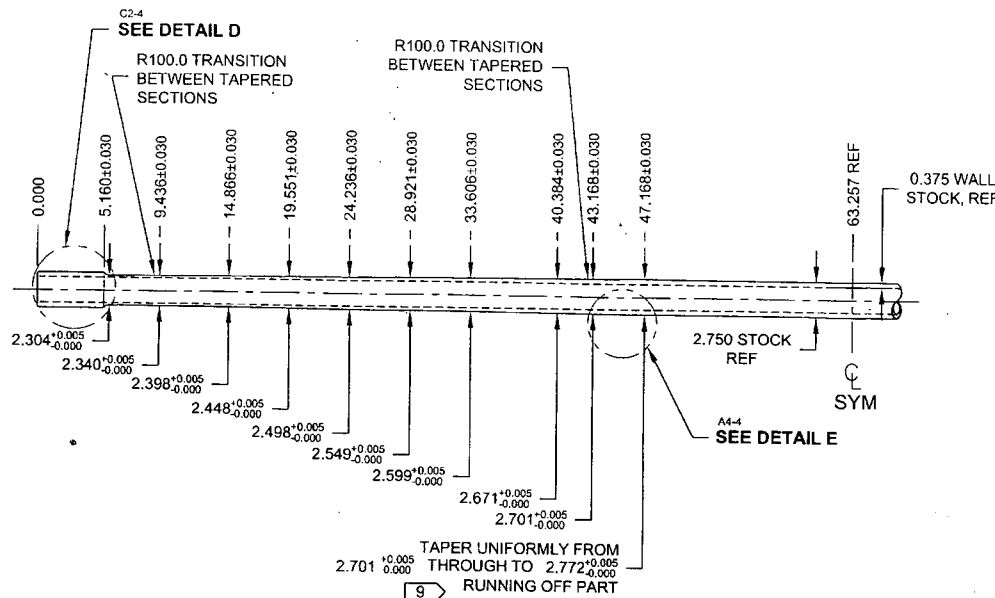 C2-4
SEE DETAIL D
R100.0 TRANSITION
BETWEEN TAPERED
SECTIONS
R100.0 TRANSITION
BETWEEN TAPERED
SECTIONS
0.000
5.160±0.030
9.436±0.030
14.866±0.030
19.551±0.030
24.236±0.030
28.921±0.030
33.606±0.030
40.384±0.030
43.168±0.030
47.168±0.030
63.257 REF
0.375 WALL
STOCK, REF
2.304 +0.005 -0.000
2.340 +0.005 -0.000
2.398 +0.005 -0.000
2.448 +0.005 -0.000
2.498 +0.005 -0.000
2.549 +0.005 -0.000
2.599 +0.005 -0.000
2.671 +0.005 -0.000
2.701 +0.005 -0.000
2.750 STOCK
REF
CL
SYM
A4-4
SEE DETAIL E
TAPER UNIFORMLY FROM
2.701 +0.005 0.000 THROUGH TO 2.772 +0.005 -0.000
9 RUNNING OFF PART